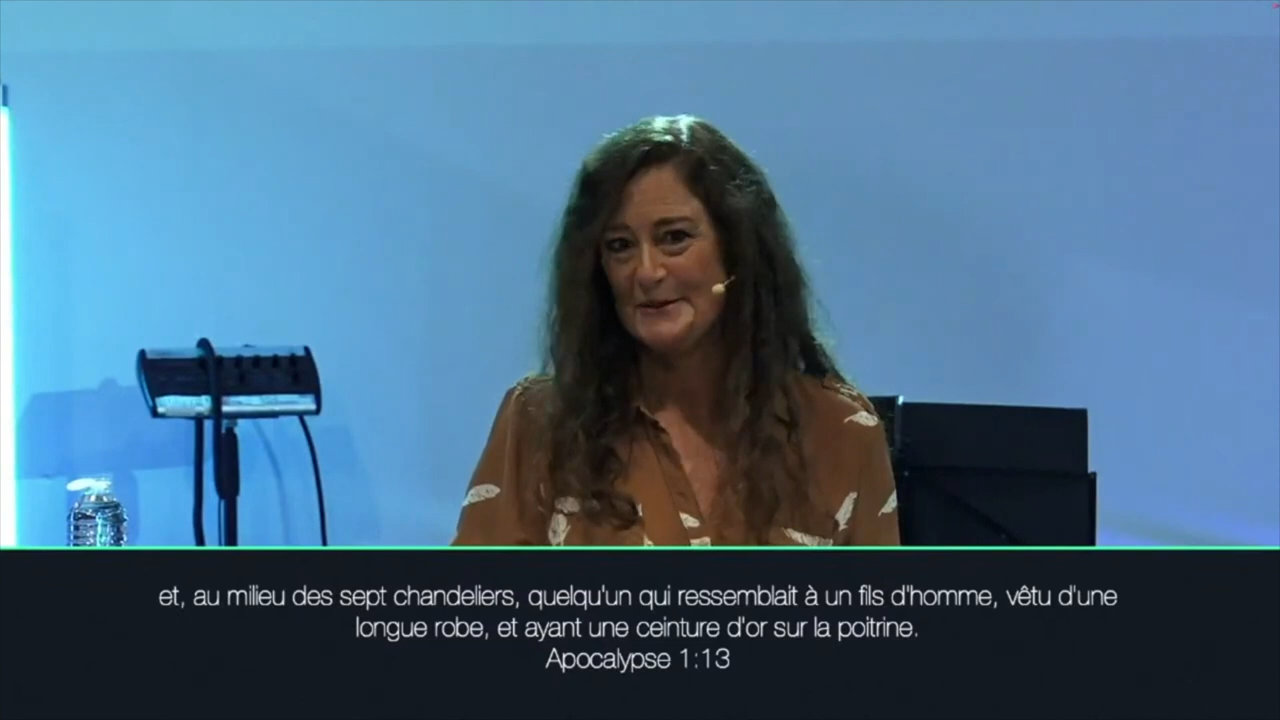 et, au milieu des sept chandeliers, quelqu'un qui ressemblait à un fils d'homme, vêtu d'une
longue robe, et ayant une ceinture d'or sur la poitrine.
Apocalypse 1:13